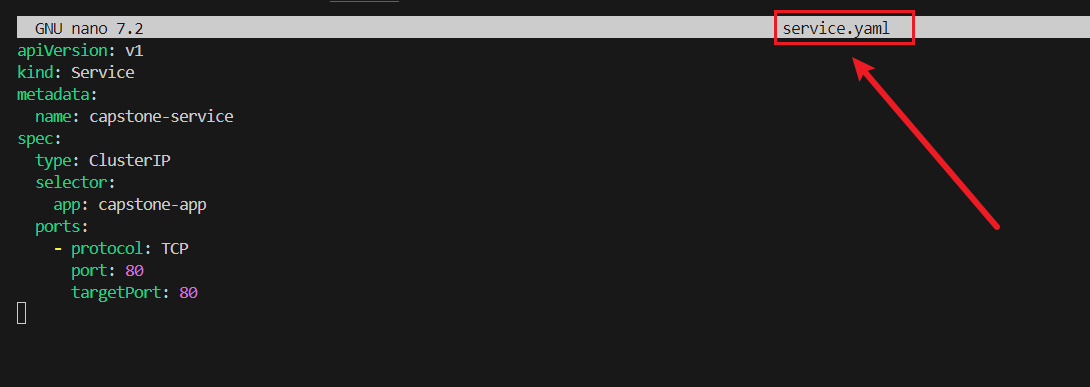 GNU nano 7.2 service.yaml
apiVersion: v1
kind: Service
metadata:
  name: capstone-service
spec:
  type: ClusterIP
  selector:
    app: capstone-app
  ports:
    - protocol: TCP
      port: 80
      targetPort: 80